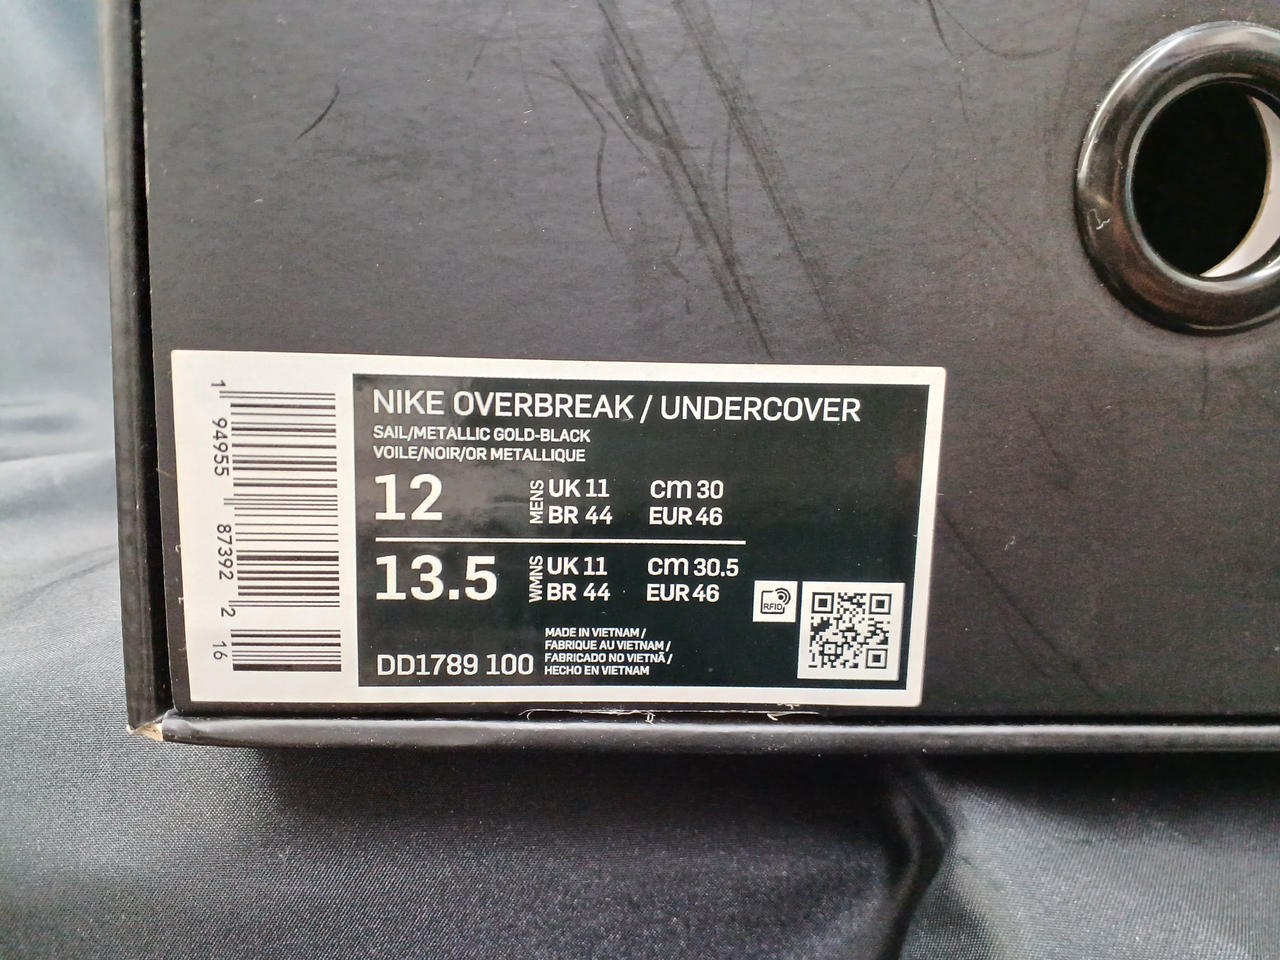 1 94955 87392 2 16
NIKE OVERBREAK / UNDERCOVER
SAIL/METALLIC GOLD-BLACK
VOILE/NOIR/OR METALLIQUE
12
MENS
UK 11 cm 30
BR 44 EUR 46
13.5
WMNS
UK 11 cm 30.5
BR 44 EUR 46
RFID
DD1789 100
MADE IN VIETNAM /
FABRIQUE AU VIETNAM /
FABRICADO NO VIETNÃ /
HECHO EN VIETNAM